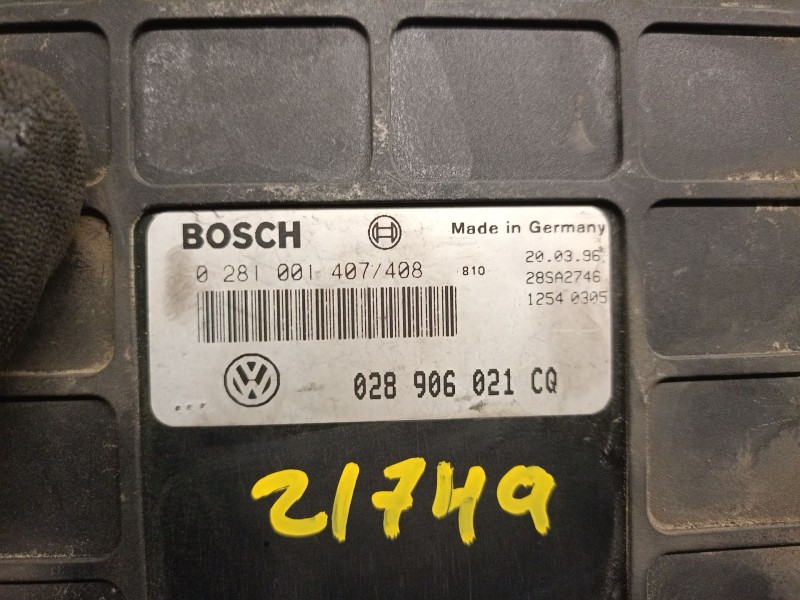 BOSCH Made in Germany
0 281 001 407/408 810 20.03.96
28SA2746
1254 0305
028 906 021 CQ
21749